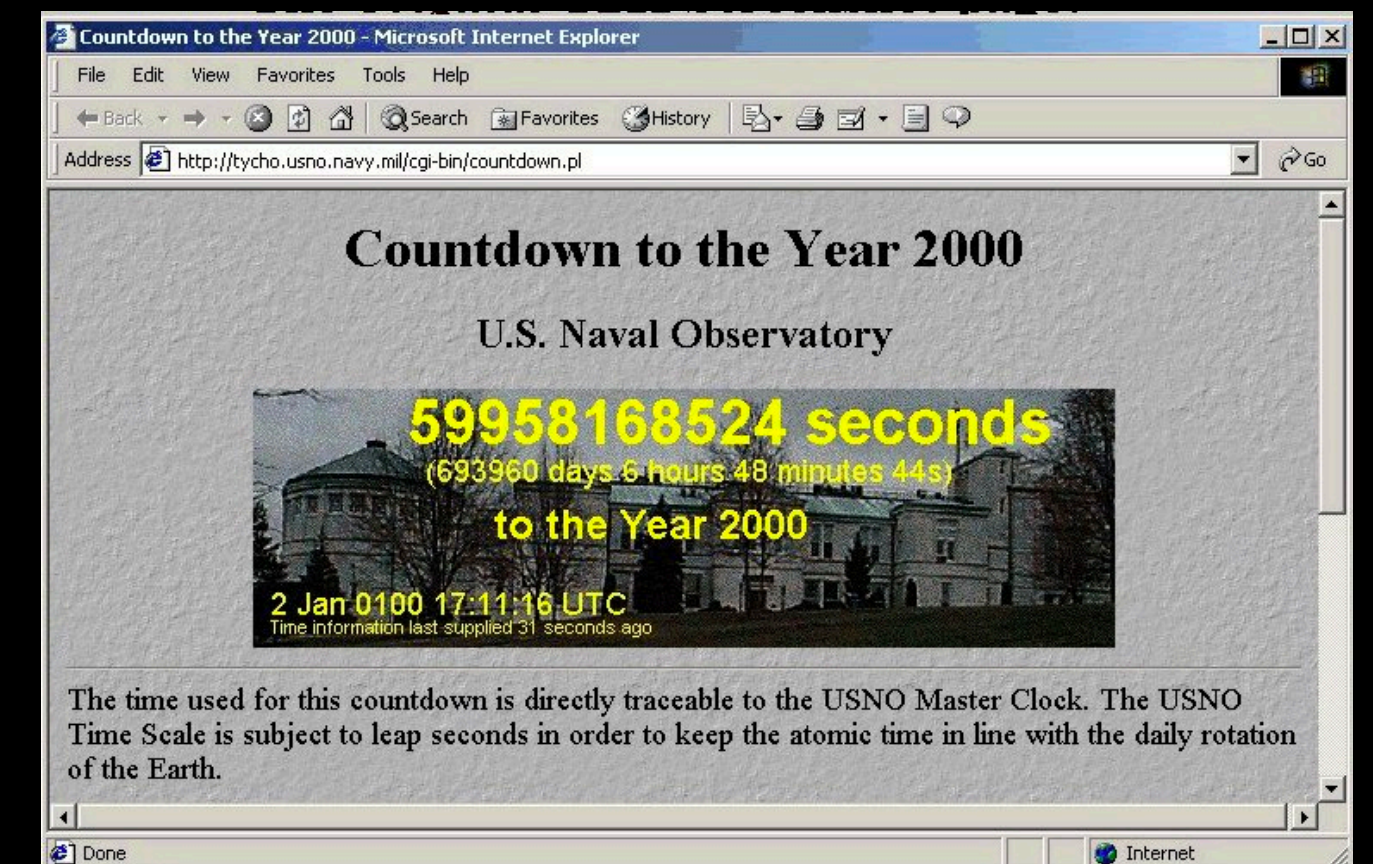 Countdown to the Year 2000 - Microsoft Internet Explorer
File Edit View Favorites Tools Help
Back Search Favorites History
Address http://tycho.usno.navy.mil/cgi-bin/countdown.pl Go
Countdown to the Year 2000
U.S. Naval Observatory
59958168524 seconds
(693960 days 6 hours 48 minutes 44s)
to the Year 2000
2 Jan 0100 17:11:16 UTC
Time information last supplied 31 seconds ago
The time used for this countdown is directly traceable to the USNO Master Clock. The USNO
Time Scale is subject to leap seconds in order to keep the atomic time in line with the daily rotation
of the Earth.
Done Internet